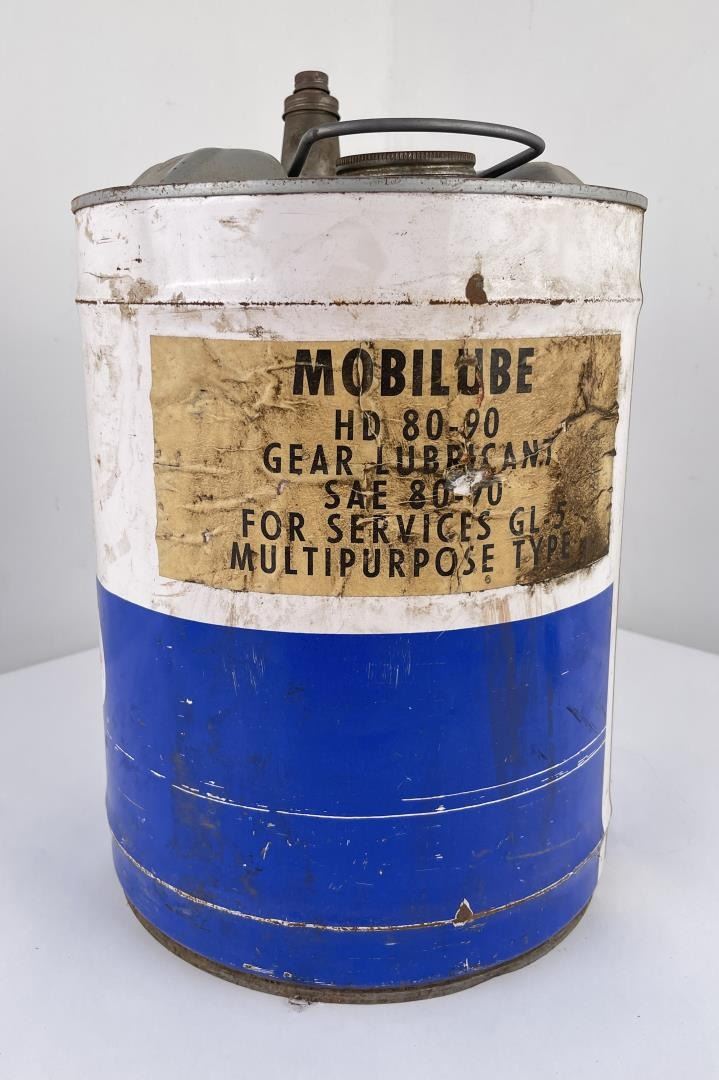 MOBILUBE
HD 80-90
GEAR LUBRICANT
SAE 80-90
FOR SERVICES GL-5
MULTIPURPOSE TYPE